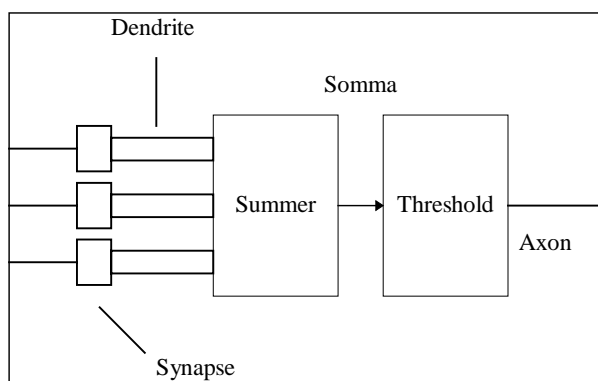 Dendrite
Somma
Summer
Threshold
Axon
Synapse